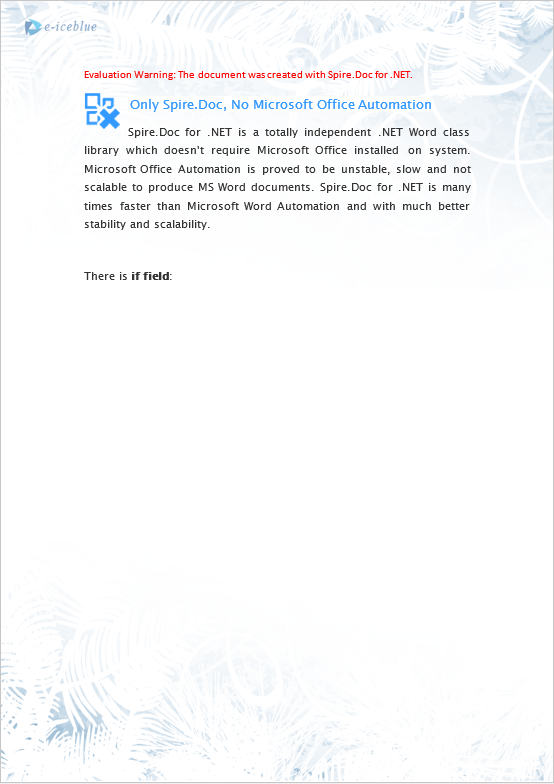 e-iceblue
Evaluation Warning: The document was created with Spire.Doc for .NET.
Only Spire.Doc, No Microsoft Office Automation
Spire.Doc for .NET is a totally independent .NET Word class
library which doesn't require Microsoft Office installed on system.
Microsoft Office Automation is proved to be unstable, slow and not
scalable to produce MS Word documents. Spire.Doc for .NET is many
times faster than Microsoft Word Automation and with much better
stability and scalability.
There is if field: